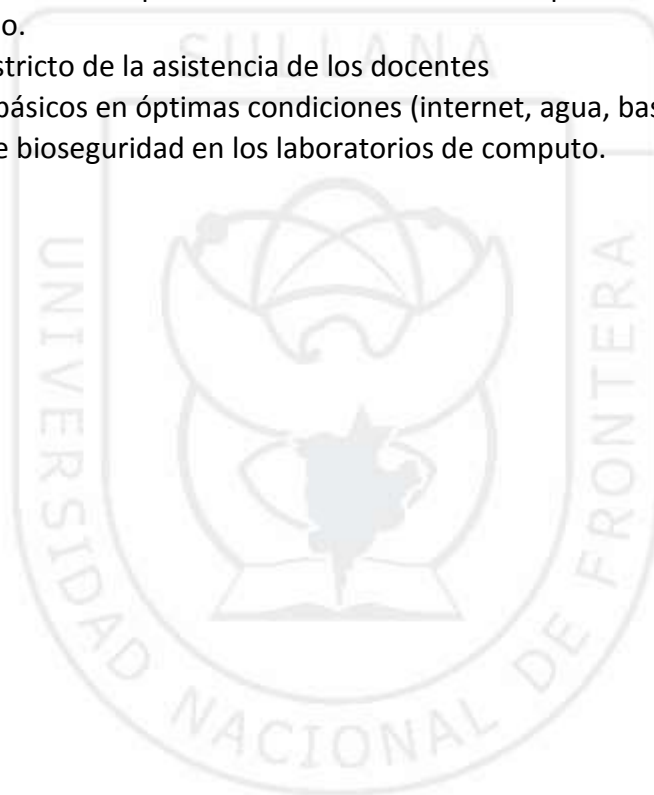 o.
stricto de la asistencia de los docentes
básicos en óptimas condiciones (internet, agua, bas
e bioseguridad en los laboratorios de computo.
SULLANA
UNIVERSIDAD NACIONAL DE FRONTERA